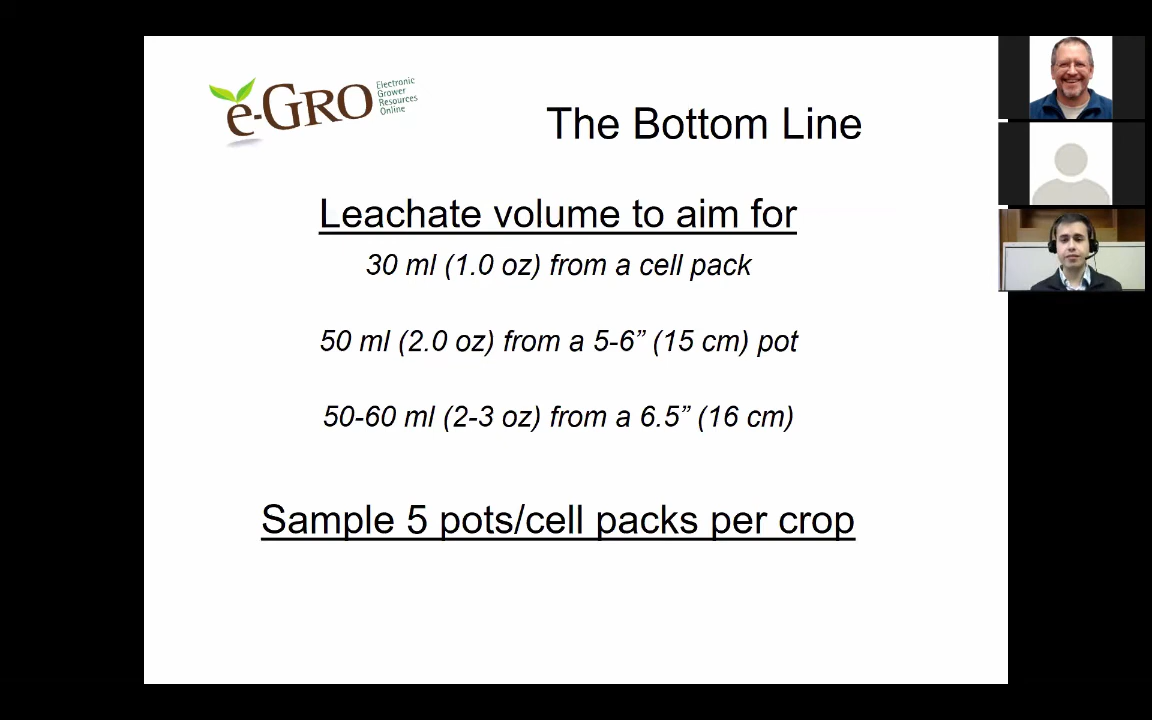 e-GRO
Electronic
Grower
Resources
Online
The Bottom Line
Leachate volume to aim for
30 ml (1.0 oz) from a cell pack
50 ml (2.0 oz) from a 5-6” (15 cm) pot
50-60 ml (2-3 oz) from a 6.5” (16 cm)
Sample 5 pots/cell packs per crop